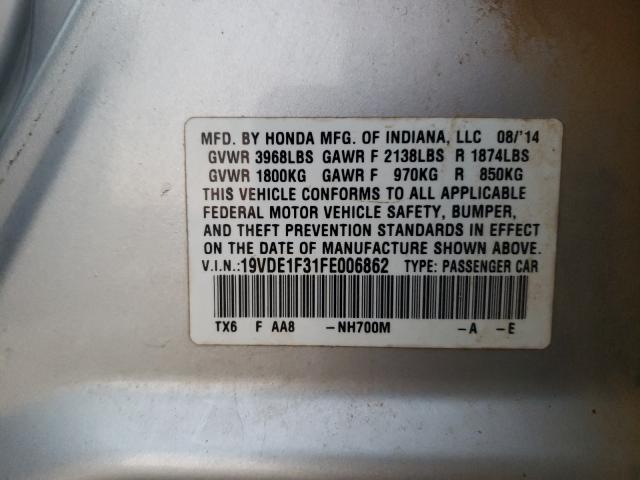 MFD. BY HONDA MFG. OF INDIANA, LLC 08/'14
GVWR 3968LBS GAWR F 2138LBS R 1874LBS
GVWR 1800KG GAWR F 970KG R 850KG
THIS VEHICLE CONFORMS TO ALL APPLICABLE
FEDERAL MOTOR VEHICLE SAFETY, BUMPER,
AND THEFT PREVENTION STANDARDS IN EFFECT
ON THE DATE OF MANUFACTURE SHOWN ABOVE.
V.I.N.:19VDE1F31FE006862 TYPE: PASSENGER CAR
TX6 F AA8 -NH700M -A -E